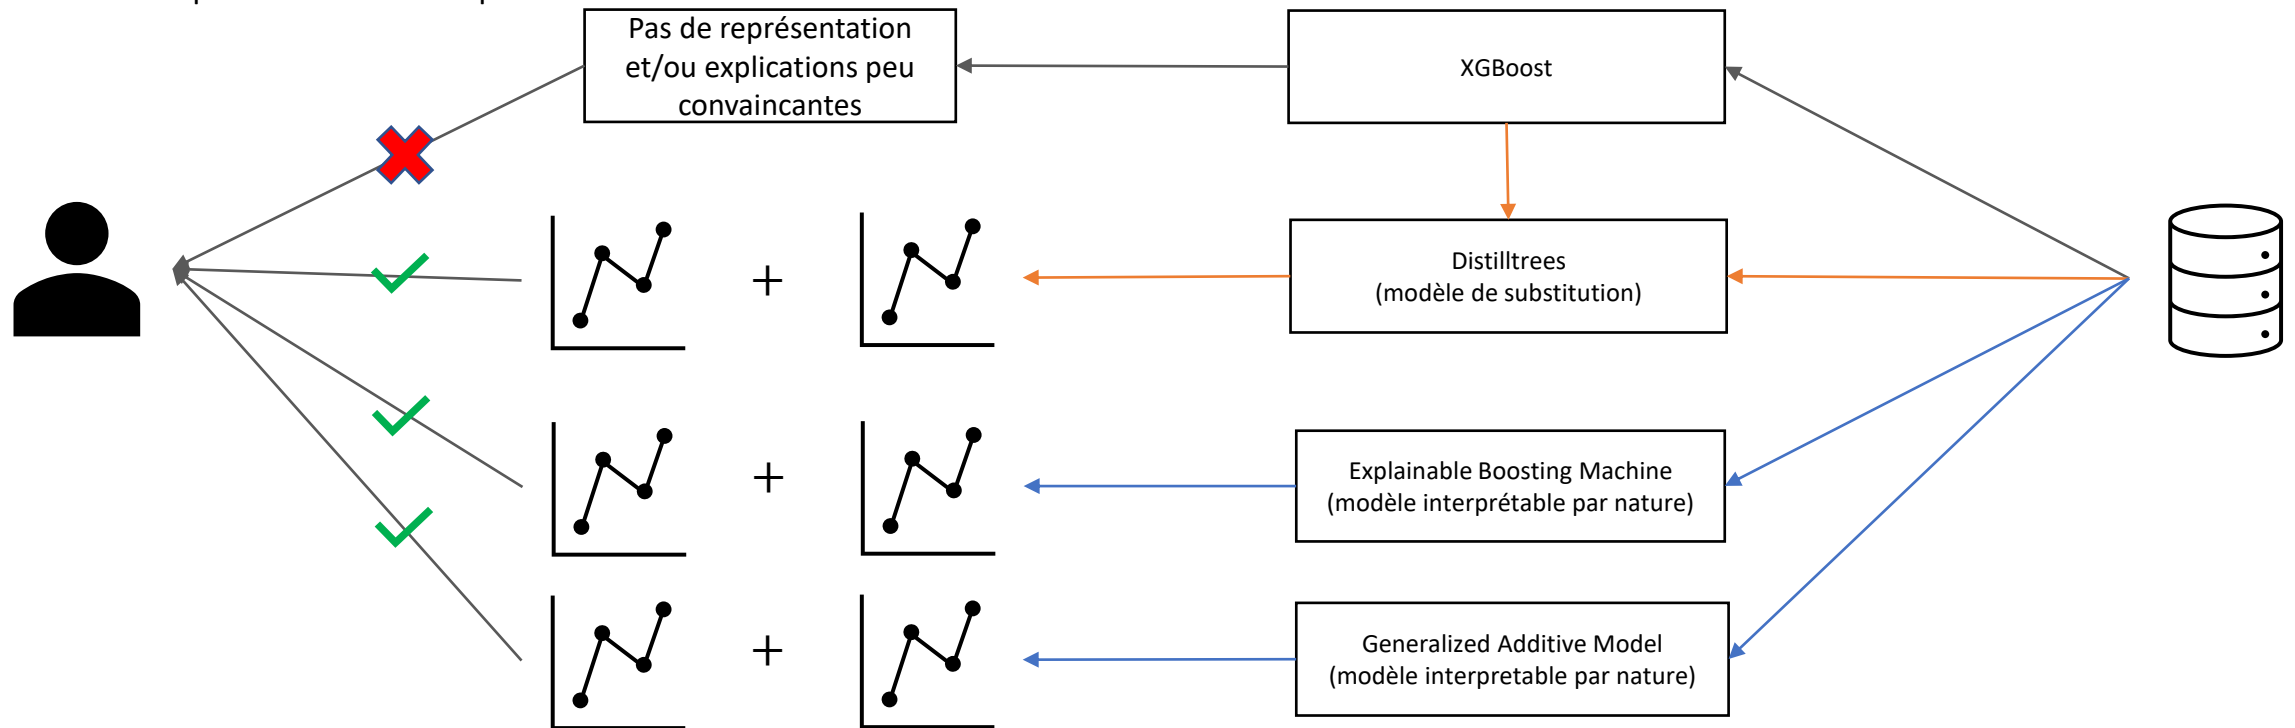 Pas de représentation
et/ou explications peu
convaincantes
XGBoost
+
Distilltrees
(modèle de substitution)
+
Explainable Boosting Machine
(modèle interprétable par nature)
+
Generalized Additive Model
(modèle interpretable par nature)